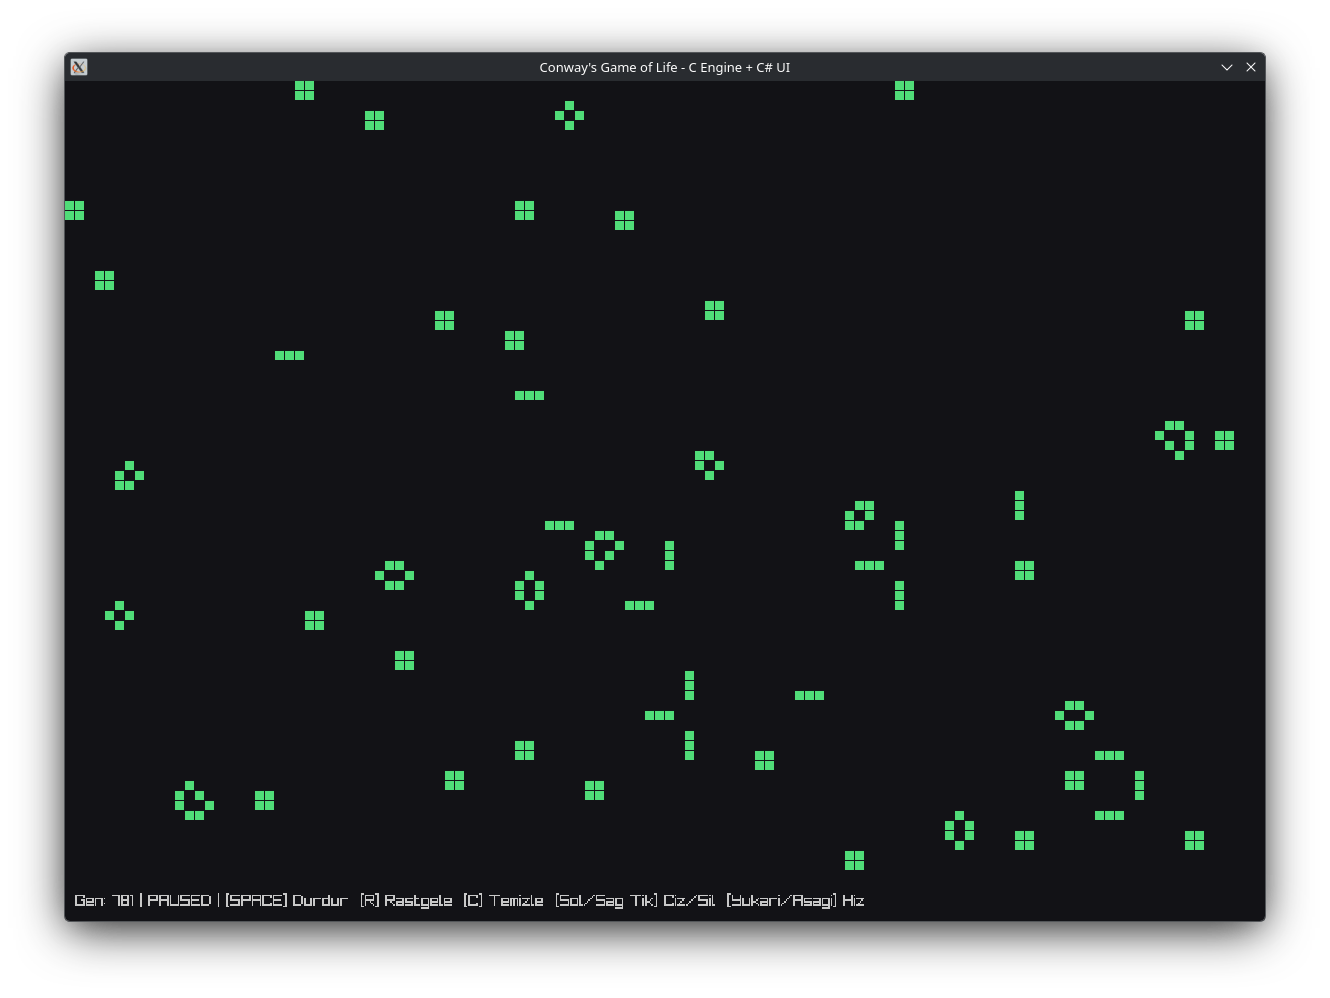 Conway's Game of Life - C Engine + C# UI
Gen: 781 | PAUSED | [SPACE] Durdur [R] Rastgele [C] Temizle [Sol/Sag Tik] Ciz/Sil [Yukari/Asagi] Hiz